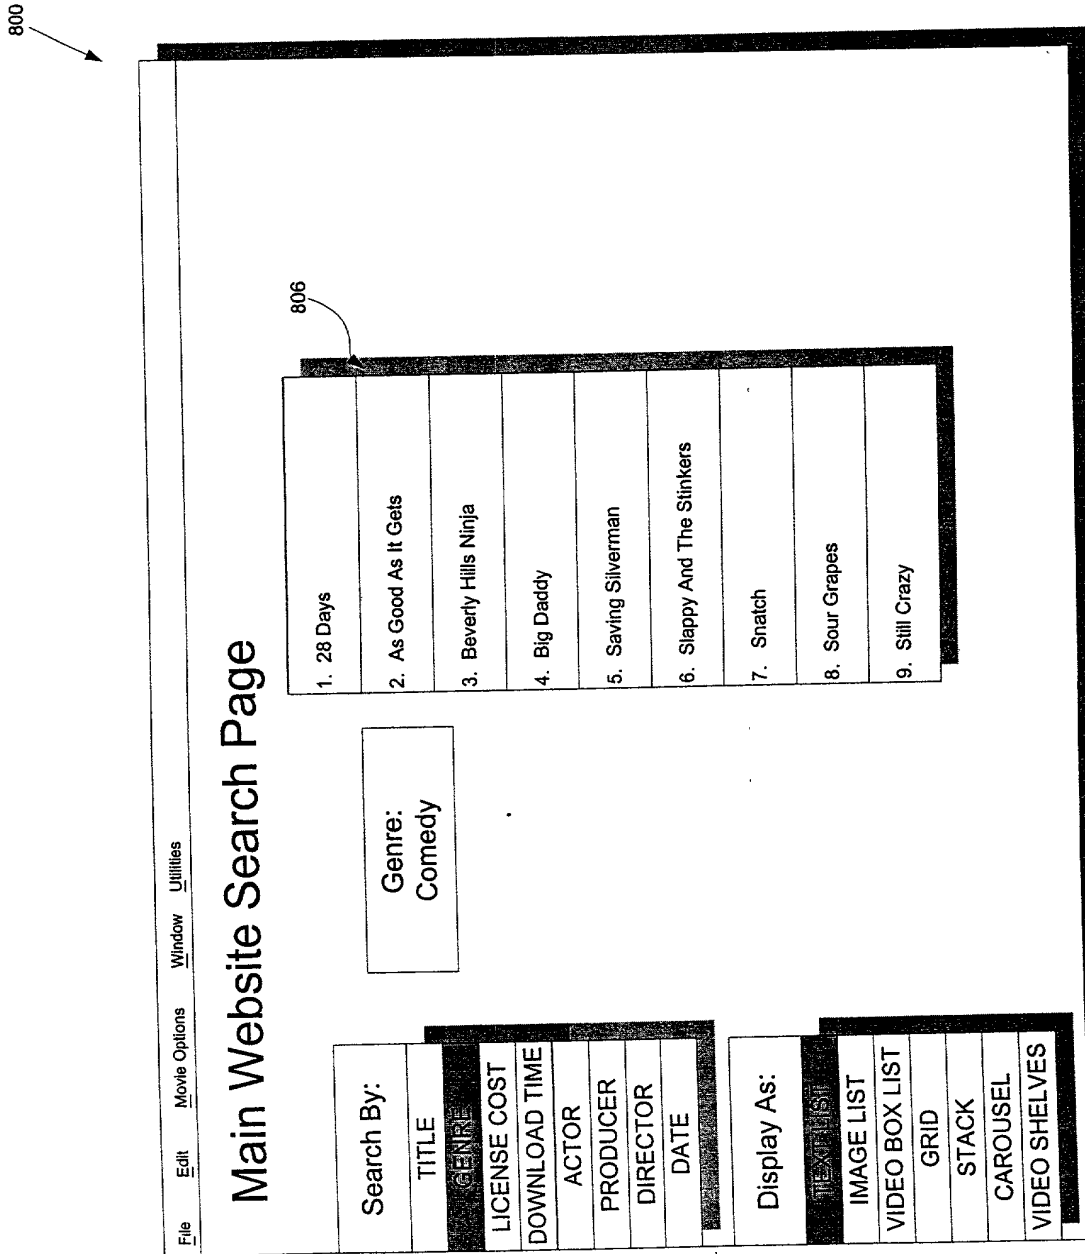 800
File Edit Movie Options Window Utilities
Main Website Search Page
Search By:
TITLE
GENRE
LICENSE COST
DOWNLOAD TIME
ACTOR
PRODUCER
DIRECTOR
DATE
Display As:
TEXT LIST
IMAGE LIST
VIDEO BOX LIST
GRID
STACK
CAROUSEL
VIDEO SHELVES
Genre:
Comedy
806
1. 28 Days
2. As Good As It Gets
3. Beverly Hills Ninja
4. Big Daddy
5. Saving Silverman
6. Slappy And The Stinkers
7. Snatch
8. Sour Grapes
9. Still Crazy